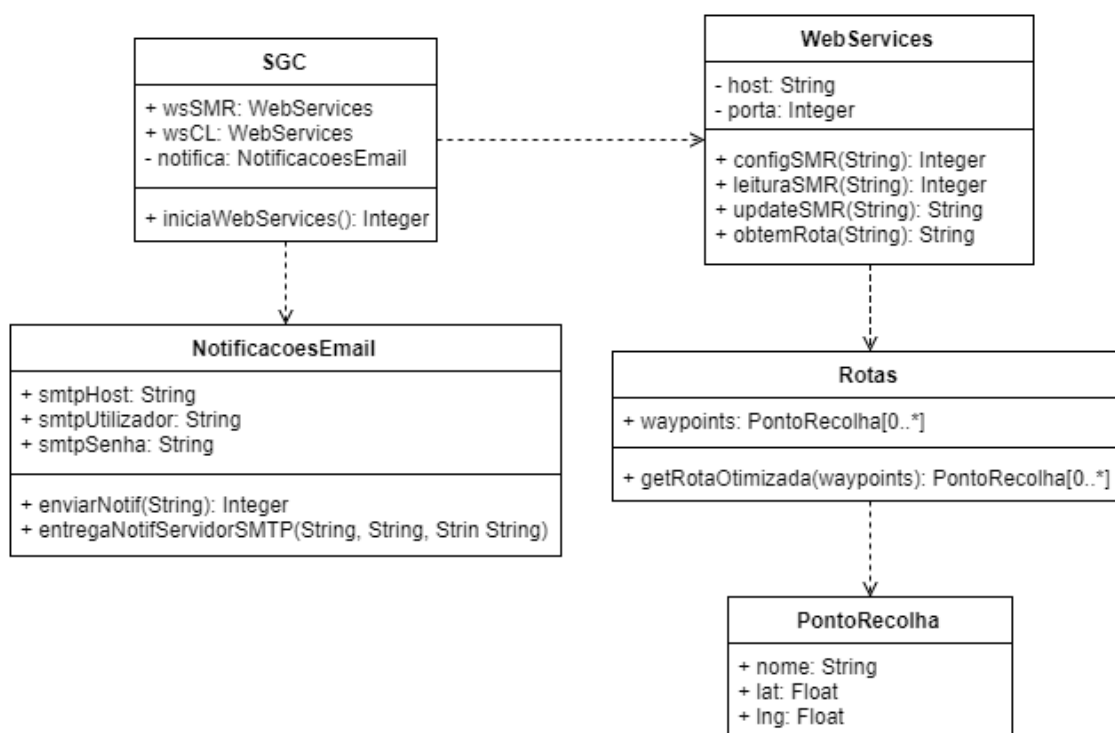 SGC
+ wsSMR: WebServices
+ wsCL: WebServices
- notifica: NotificacoesEmail
+ iniciaWebServices(): Integer
WebServices
- host: String
- porta: Integer
+ configSMR(String): Integer
+ leituraSMR(String): Integer
+ updateSMR(String): String
+ obtemRota(String): String
NotificacoesEmail
+ smtpHost: String
+ smtpUtilizador: String
+ smtpSenha: String
+ enviarNotif(String): Integer
+ entregaNotifServidorSMTP(String, String, Strin String)
Rotas
+ waypoints: PontoRecolha[0..*]
+ getRotaOtimizada(waypoints): PontoRecolha[0..*]
PontoRecolha
+ nome: String
+ lat: Float
+ lng: Float